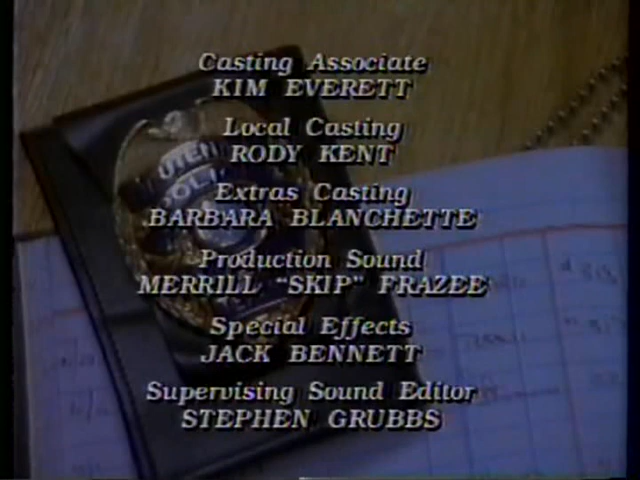 Casting Associate
KIM EVERETT
Local Casting
RODY KENT
Extras Casting
BARBARA BLANCHETTE
Production Sound
MERRILL "SKIP" FRAZEE
Special Effects
JACK BENNETT
Supervising Sound Editor
STEPHEN GRUBBS